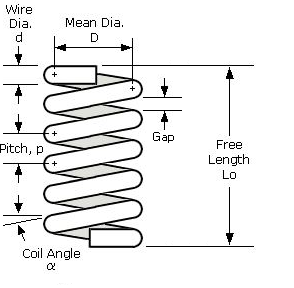 Wire
Dia.
d
Mean Dia.
D
Gap
Pitch, p
Free
Length
Lo
Coil Angle
α